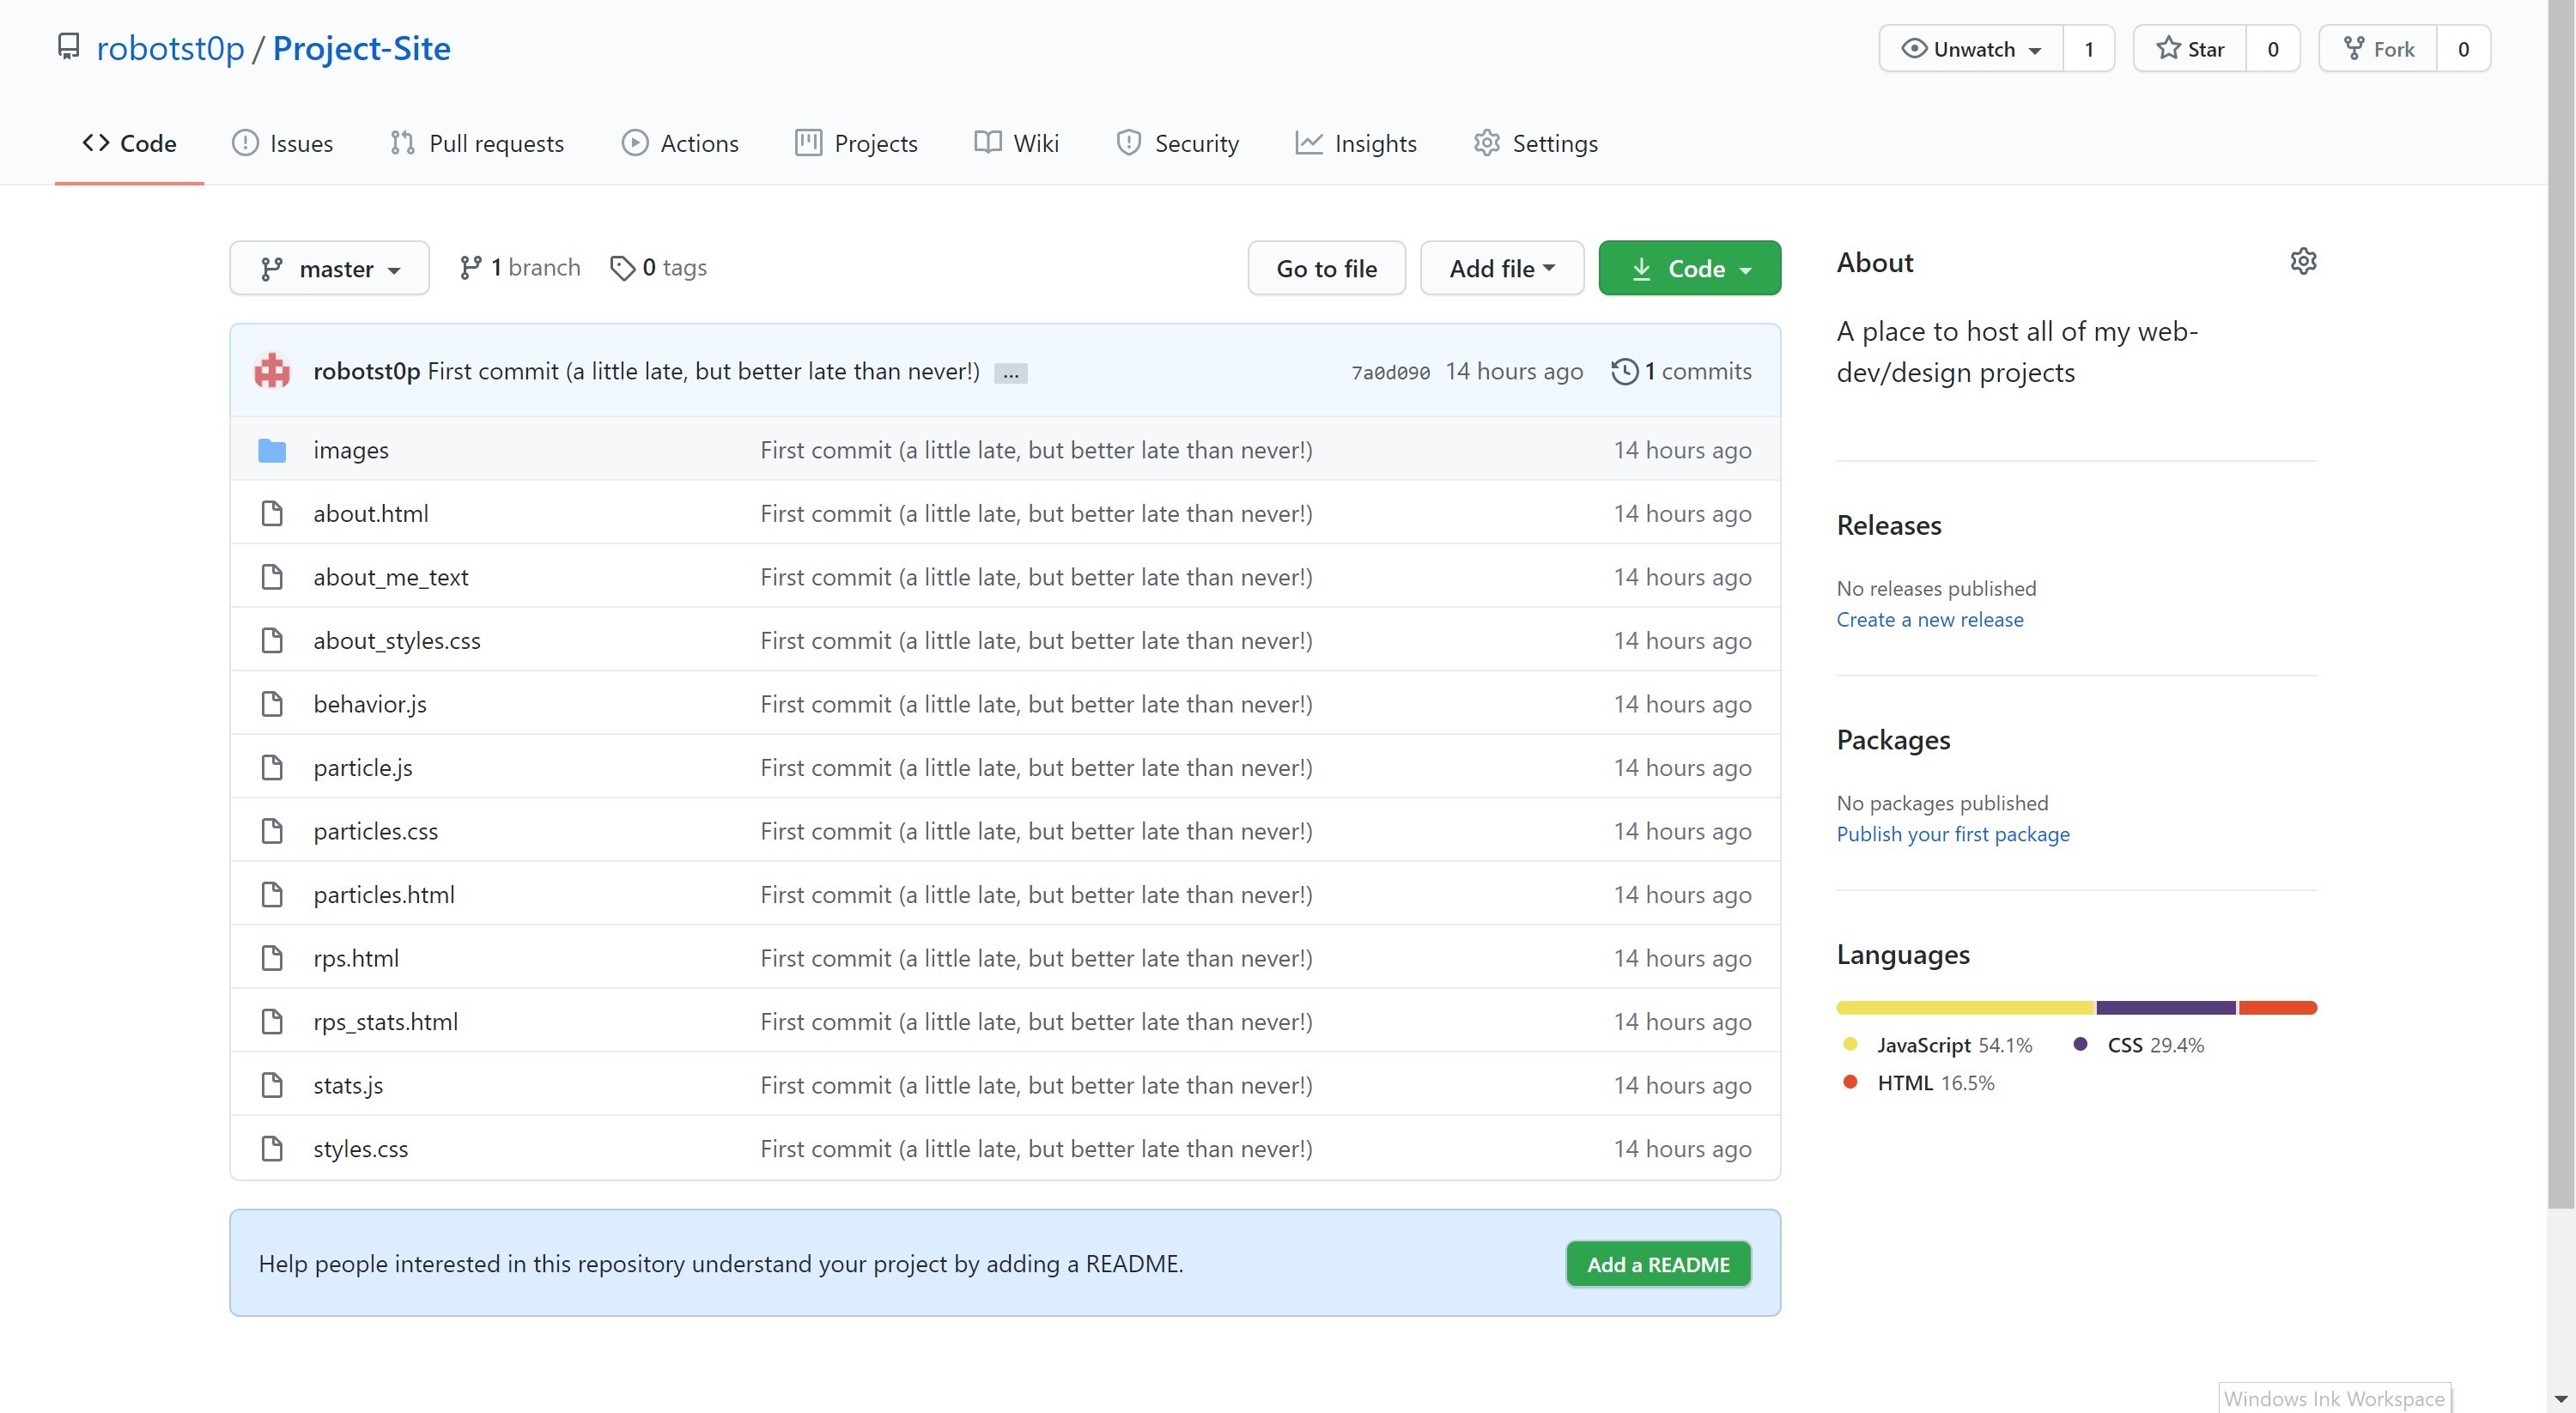 robotst0p / Project-Site
Unwatch 1
Star 0
Fork 0
Code
Issues
Pull requests
Actions
Projects
Wiki
Security
Insights
Settings
master
1 branch
0 tags
Go to file
Add file
Code
robotst0p First commit (a little late, but better late than never!) ... 7a0d090 14 hours ago 1 commits
images First commit (a little late, but better late than never!) 14 hours ago
about.html First commit (a little late, but better late than never!) 14 hours ago
about_me_text First commit (a little late, but better late than never!) 14 hours ago
about_styles.css First commit (a little late, but better late than never!) 14 hours ago
behavior.js First commit (a little late, but better late than never!) 14 hours ago
particle.js First commit (a little late, but better late than never!) 14 hours ago
particles.css First commit (a little late, but better late than never!) 14 hours ago
particles.html First commit (a little late, but better late than never!) 14 hours ago
rps.html First commit (a little late, but better late than never!) 14 hours ago
rps_stats.html First commit (a little late, but better late than never!) 14 hours ago
stats.js First commit (a little late, but better late than never!) 14 hours ago
styles.css First commit (a little late, but better late than never!) 14 hours ago
Help people interested in this repository understand your project by adding a README.
Add a README
About
A place to host all of my web-
dev/design projects
Releases
No releases published
Create a new release
Packages
No packages published
Publish your first package
Languages
JavaScript 54.1% CSS 29.4%
HTML 16.5%
Windows Ink Workspace